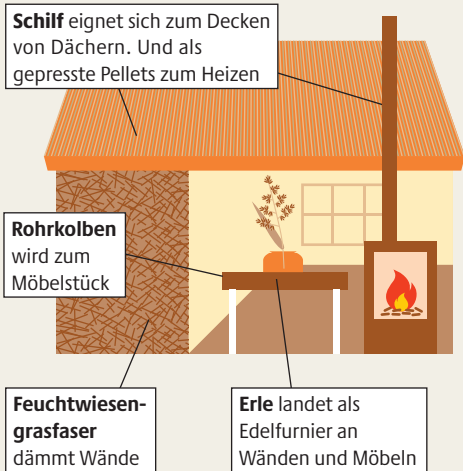 Schilf eignet sich zum Decken
von Dächern. Und als
gepresste Pellets zum Heizen
Rohrkolben
wird zum
Möbelstück
Feuchtwiesen-
grasfaser
dämmt Wände
Erle landet als
Edelfurnier an
Wänden und Möbeln